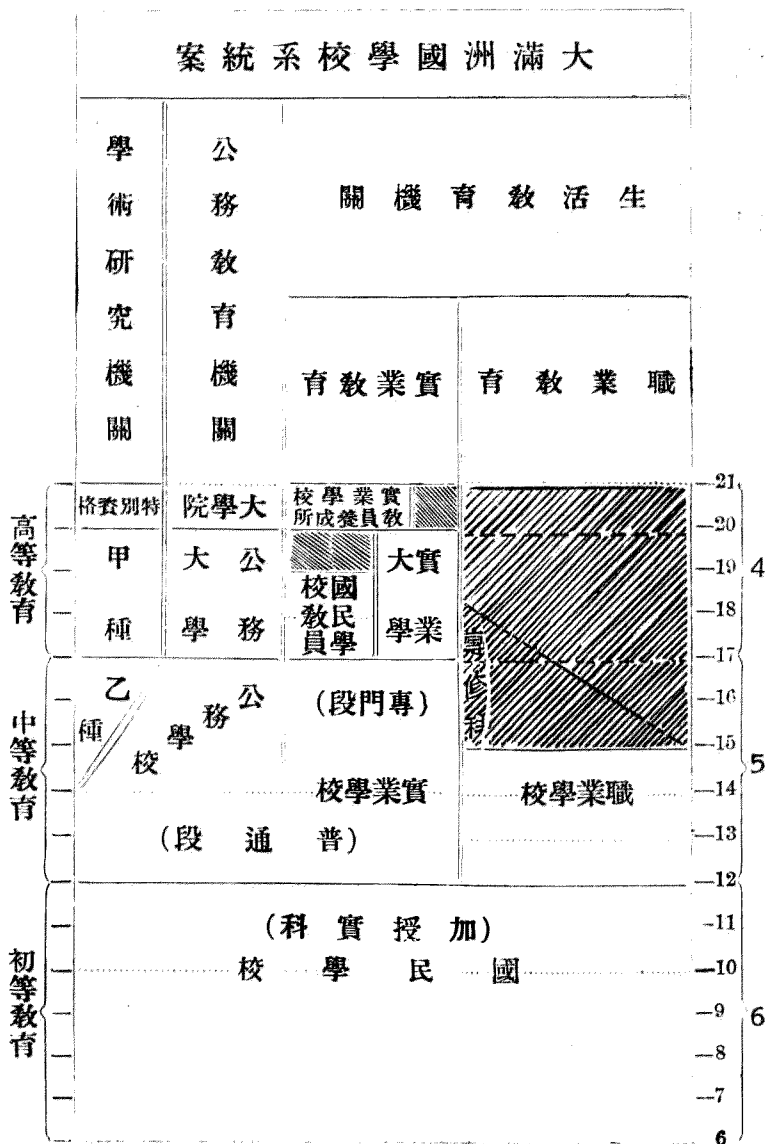 大滿洲國學校系統案
生活教育機關
公務教育機關
學術研究機關
職業教育
實業教育
實業學校
教員養成所
大學院
特別資格
實業大學
國民學校教員
公務大學
甲種
專修科
(專門段)
公務學校
乙種
職業學校
實業學校
(普通段)
(加授實科)
國民學校
高等教育
中等教育
初等教育
21
20
19
18
17
16
15
14
13
12
11
10
9
8
7
6
4
5
6